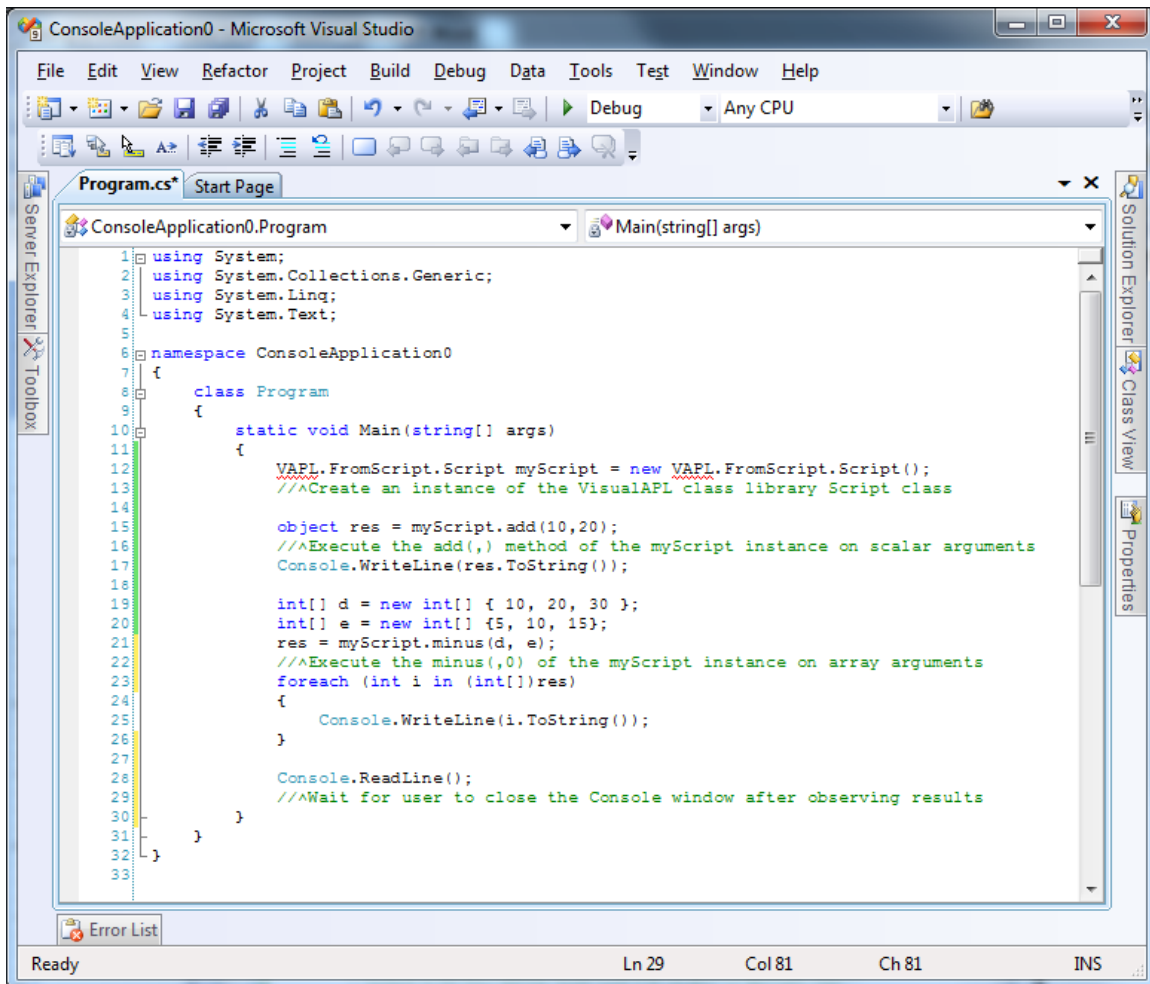 ConsoleApplication0 - Microsoft Visual Studio
File Edit View Refactor Project Build Debug Data Tools Test Window Help
Debug Any CPU
Server Explorer
Toolbox
Program.cs* Start Page
ConsoleApplication0.Program Main(string[] args)
1 using System;
2 using System.Collections.Generic;
3 using System.Linq;
4 using System.Text;
5
6 namespace ConsoleApplication0
7 {
8 class Program
9 {
10 static void Main(string[] args)
11 {
12 VAPL.FromScript.Script myScript = new VAPL.FromScript.Script();
13 //^Create an instance of the VisualAPL class library Script class
14
15 object res = myScript.add(10,20);
16 //^Execute the add(,) method of the myScript instance on scalar arguments
17 Console.WriteLine(res.ToString());
18
19 int[] d = new int[] { 10, 20, 30 };
20 int[] e = new int[] {5, 10, 15};
21 res = myScript.minus(d, e);
22 //^Execute the minus(,0) of the myScript instance on array arguments
23 foreach (int i in (int[])res)
24 {
25 Console.WriteLine(i.ToString());
26 }
27
28 Console.ReadLine();
29 //^Wait for user to close the Console window after observing results
30 }
31 }
32 }
33
Solution Explorer
Class View
Properties
Error List
Ready Ln 29 Col 81 Ch 81 INS